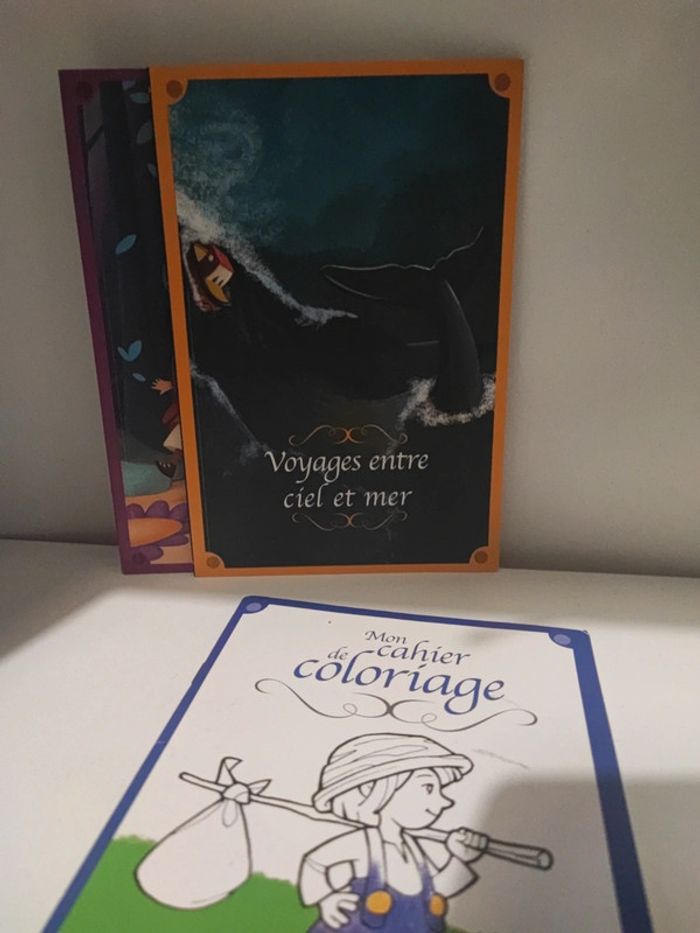 Voyages entre
ciel et mer
Mon
de cahier
coloriage